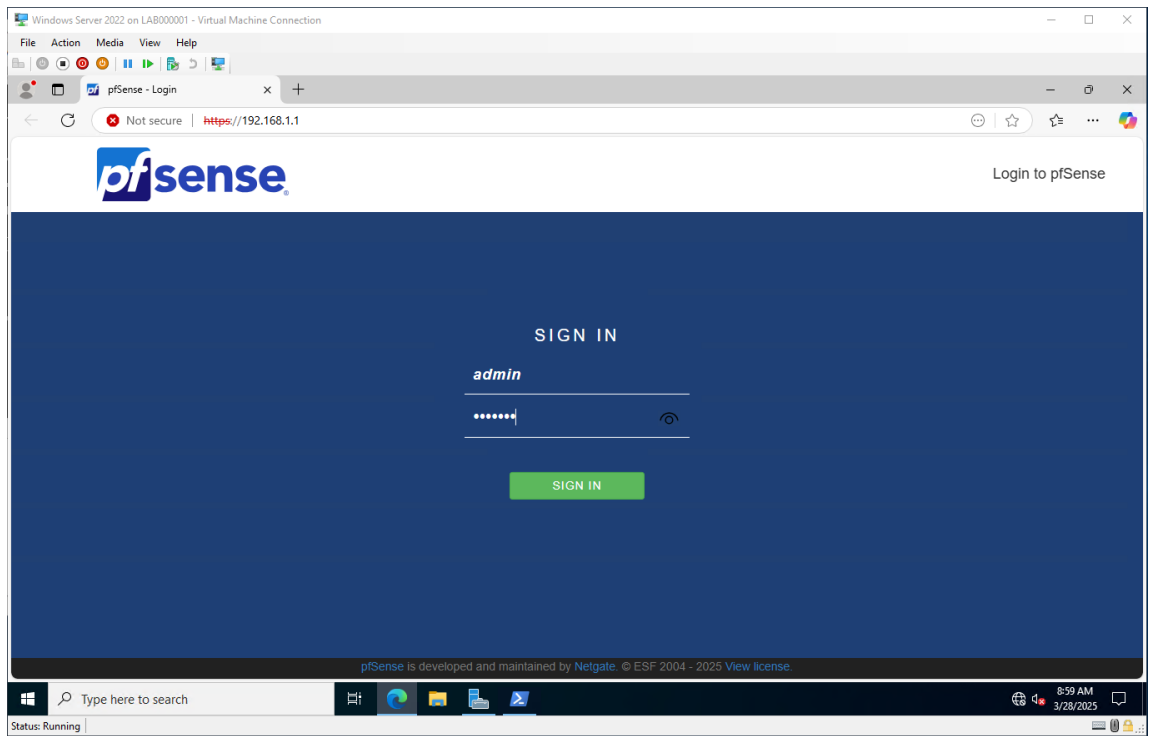 Windows Server 2022 on LAB000001 - Virtual Machine Connection
File Action Media View Help
pf pfSense - Login
Not secure https://192.168.1.1
pfsense®
Login to pfSense
SIGN IN
admin
•••••••
SIGN IN
pfSense is developed and maintained by Netgate. © ESF 2004 - 2025 View license.
Type here to search
8:59 AM
3/28/2025
Status: Running